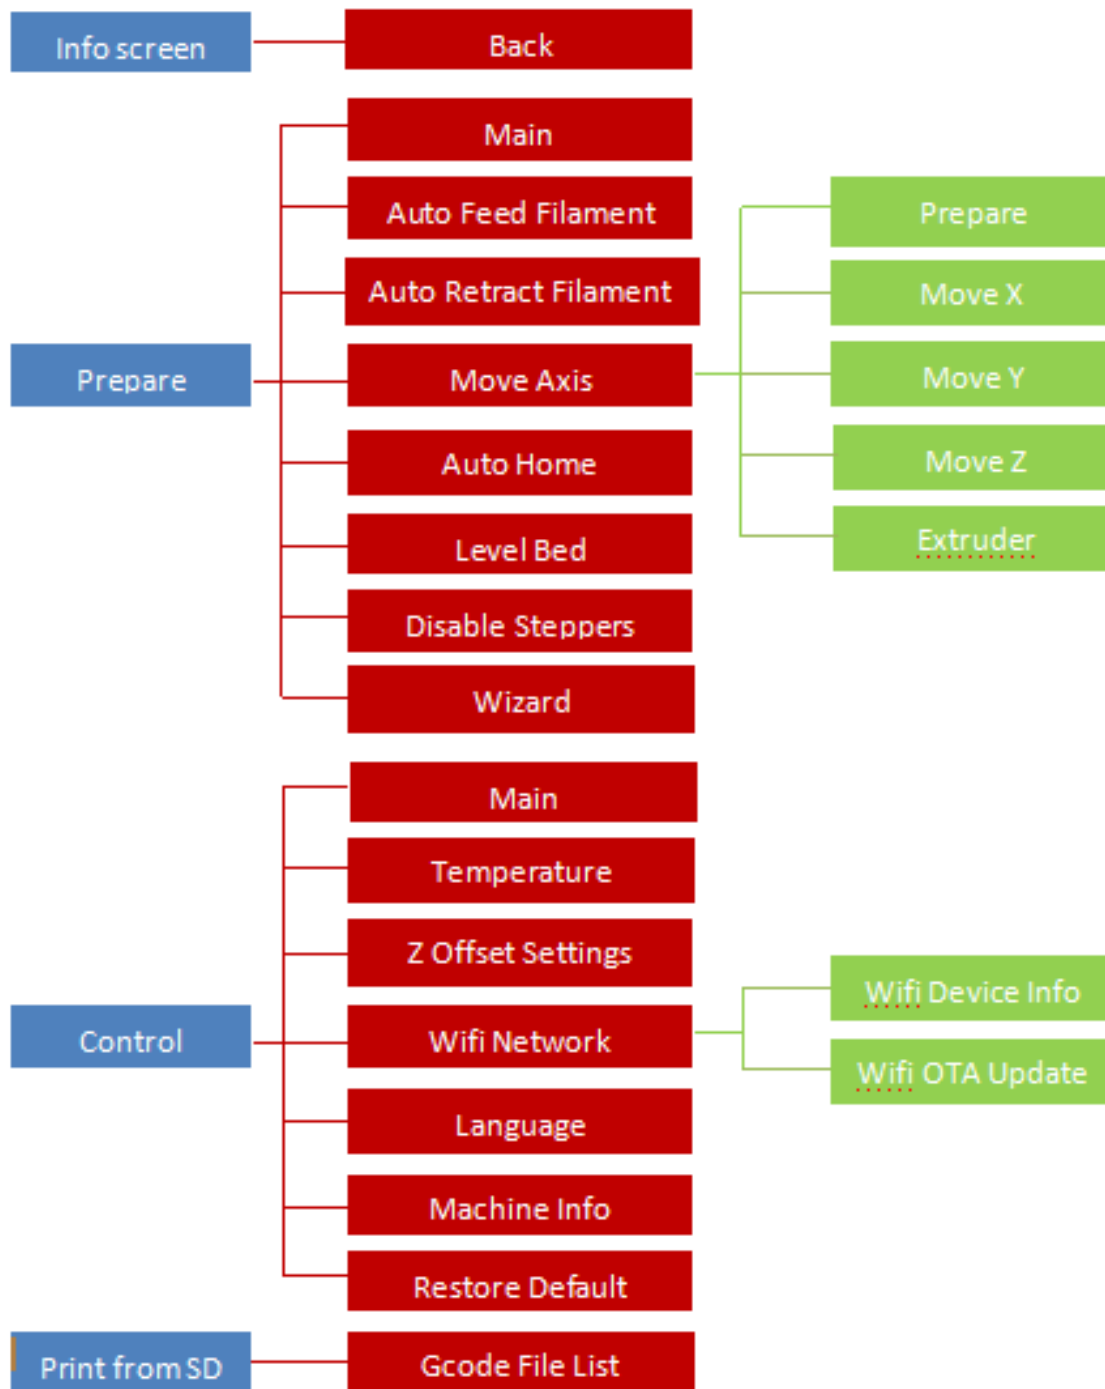 Info screen
Back
Prepare
Main
Auto Feed Filament
Auto Retract Filament
Move Axis
Prepare
Move X
Move Y
Move Z
Extruder
Auto Home
Level Bed
Disable Steppers
Wizard
Control
Main
Temperature
Z Offset Settings
Wifi Network
Wifi Device Info
Wifi OTA Update
Language
Machine Info
Restore Default
Print from SD
Gcode File List